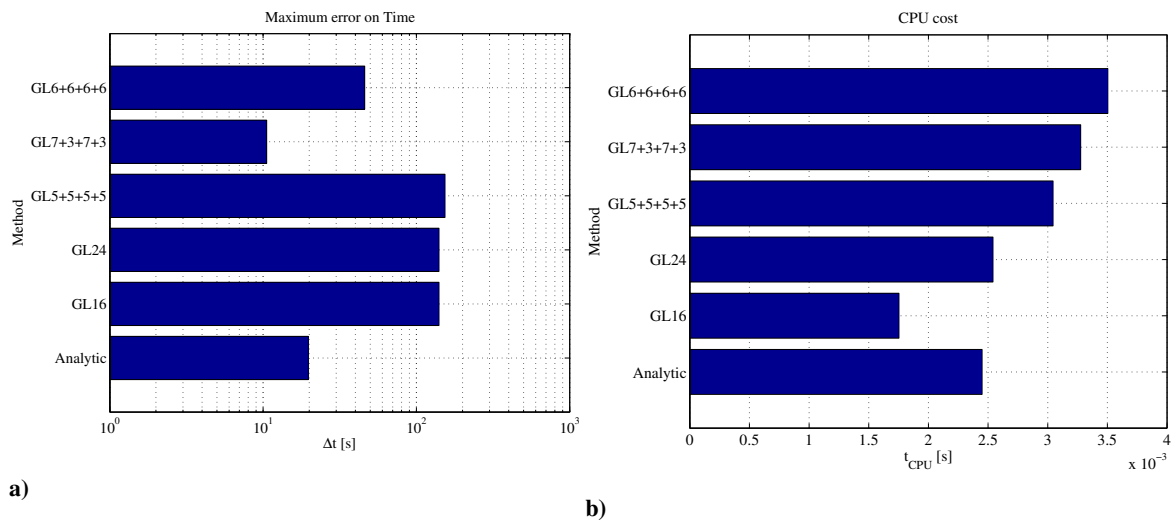 Maximum error on Time
Method
GL6+6+6+6
GL7+3+7+3
GL5+5+5+5
GL24
GL16
Analytic
10^0
10^1
10^2
10^3
Δt [s]
a)
CPU cost
Method
GL6+6+6+6
GL7+3+7+3
GL5+5+5+5
GL24
GL16
Analytic
0
0.5
1
1.5
2
2.5
3
3.5
4
x 10^-3
t_CPU [s]
b)